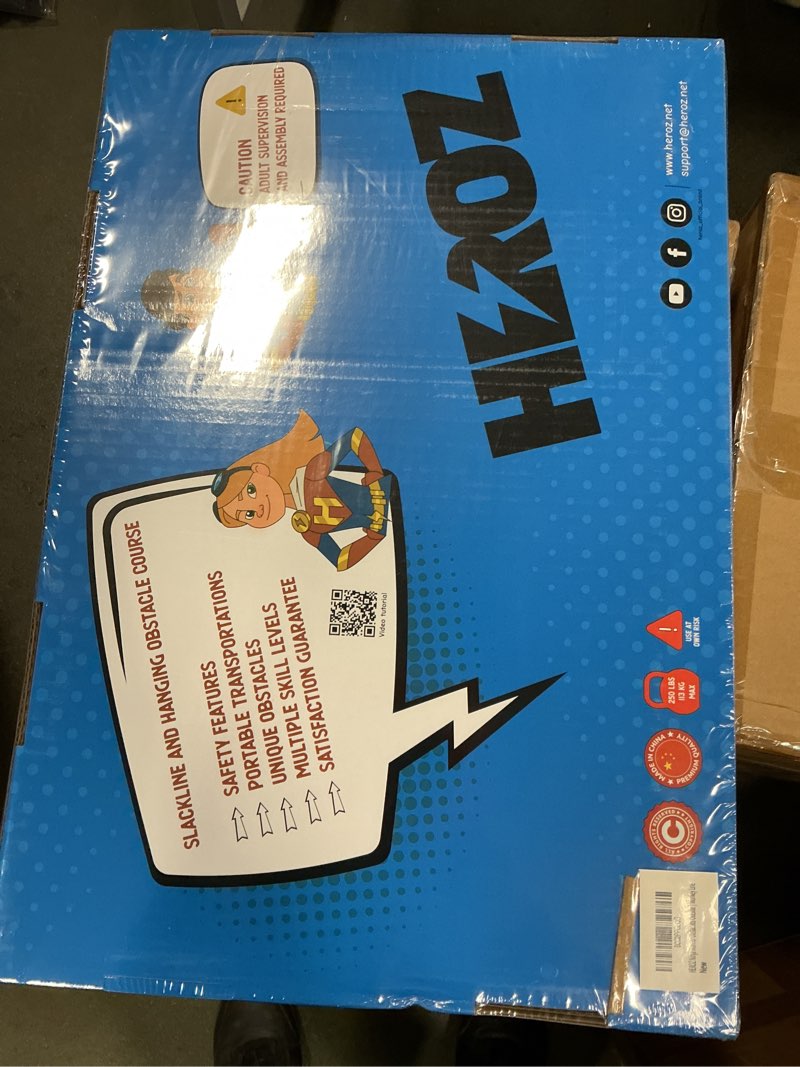 HEROZ
CAUTION
ADULT SUPERVISION
AND ASSEMBLY REQUIRED
SLACKLINE AND HANGING OBSTACLE COURSE
SAFETY FEATURES
PORTABLE TRANSPORTATIONS
UNIQUE OBSTACLES
MULTIPLE SKILL LEVELS
SATISFACTION GUARANTEE
Video tutorial
H
www.heroz.net
support@heroz.net
C
MADE IN CHINA
PREMIUM QUALITY
250 LBS
113 KG
MAX
USE AT
OWN RISK
New